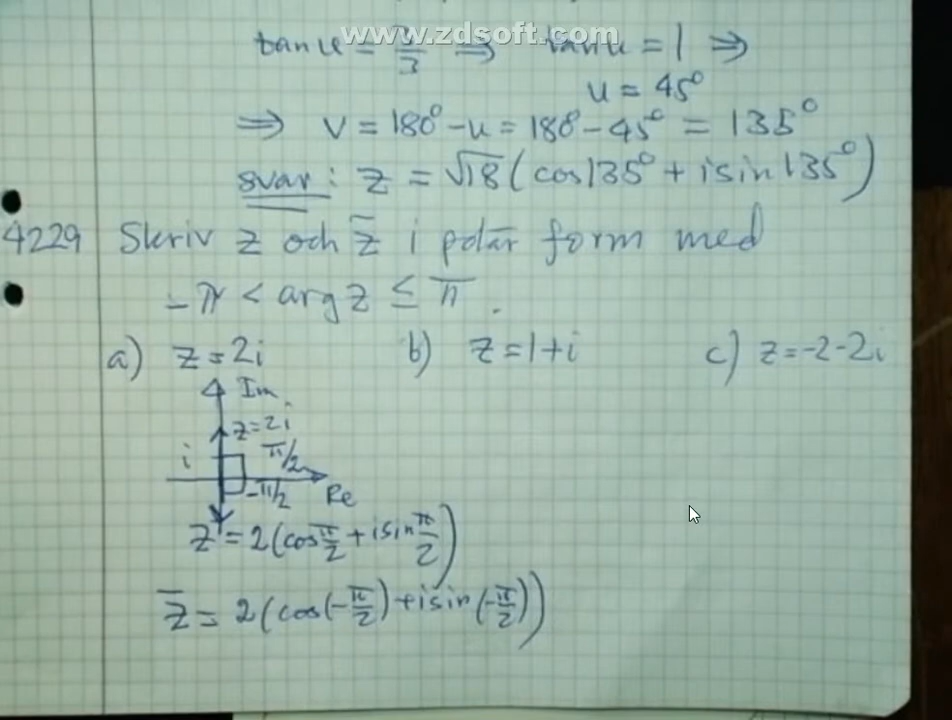 www.zdsoft.com
tan u = 3/3 ⇒ tan u = 1 ⇒
u = 45°
⇒ v = 180° - u = 180° - 45° = 135°
svar: z = √18 (cos 135° + i sin 135°)
4229 Skriv z och z̄ i polär form med
-π < arg z ≤ π.
a) z = 2i b) z = 1 + i c) z = -2 - 2i
Im
z = 2i
i π/2
-π/2 Re
z = 2(cos π/2 + i sin π/2)
z̄ = 2(cos(-π/2) + i sin(-π/2))